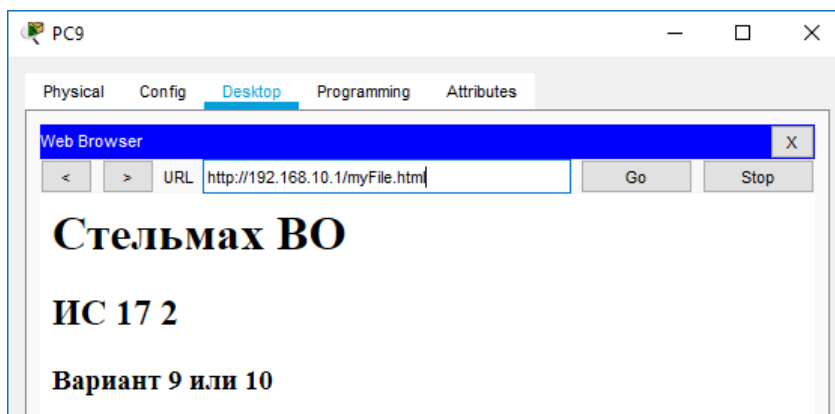 PC9
Physical Config Desktop Programming Attributes
Web Browser X
< > URL http://192.168.10.1/myFile.html Go Stop
Стельмах ВО
ИС 17 2
Вариант 9 или 10